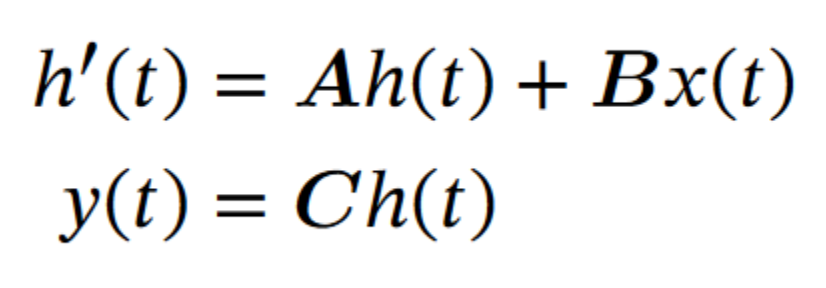 h′(t) = Ah(t) + Bx(t)
y(t) = Ch(t)